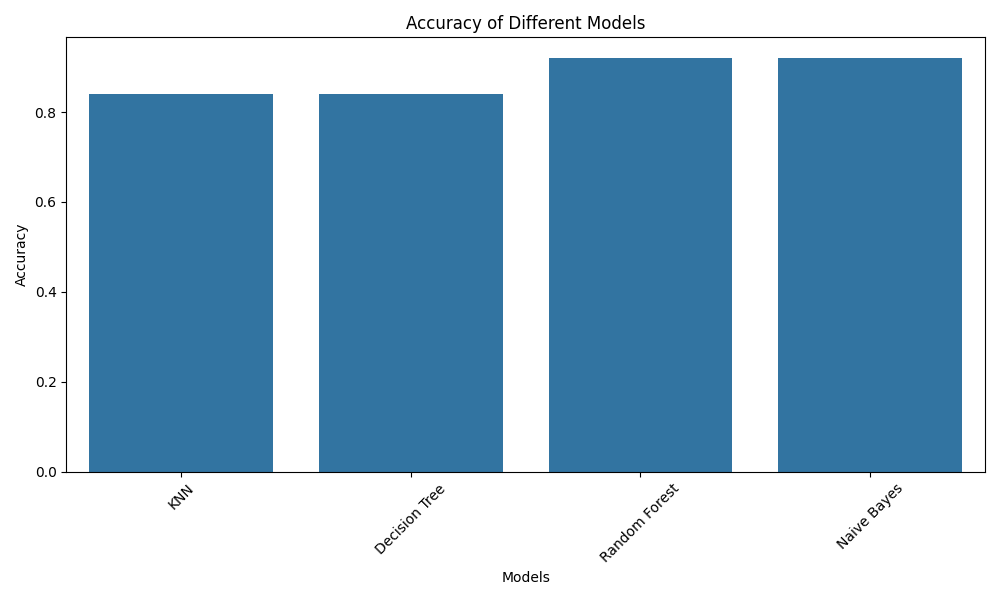 Accuracy of Different Models
Accuracy
0.8
0.6
0.4
0.2
0.0
KNN
Decision Tree
Random Forest
Naive Bayes
Models